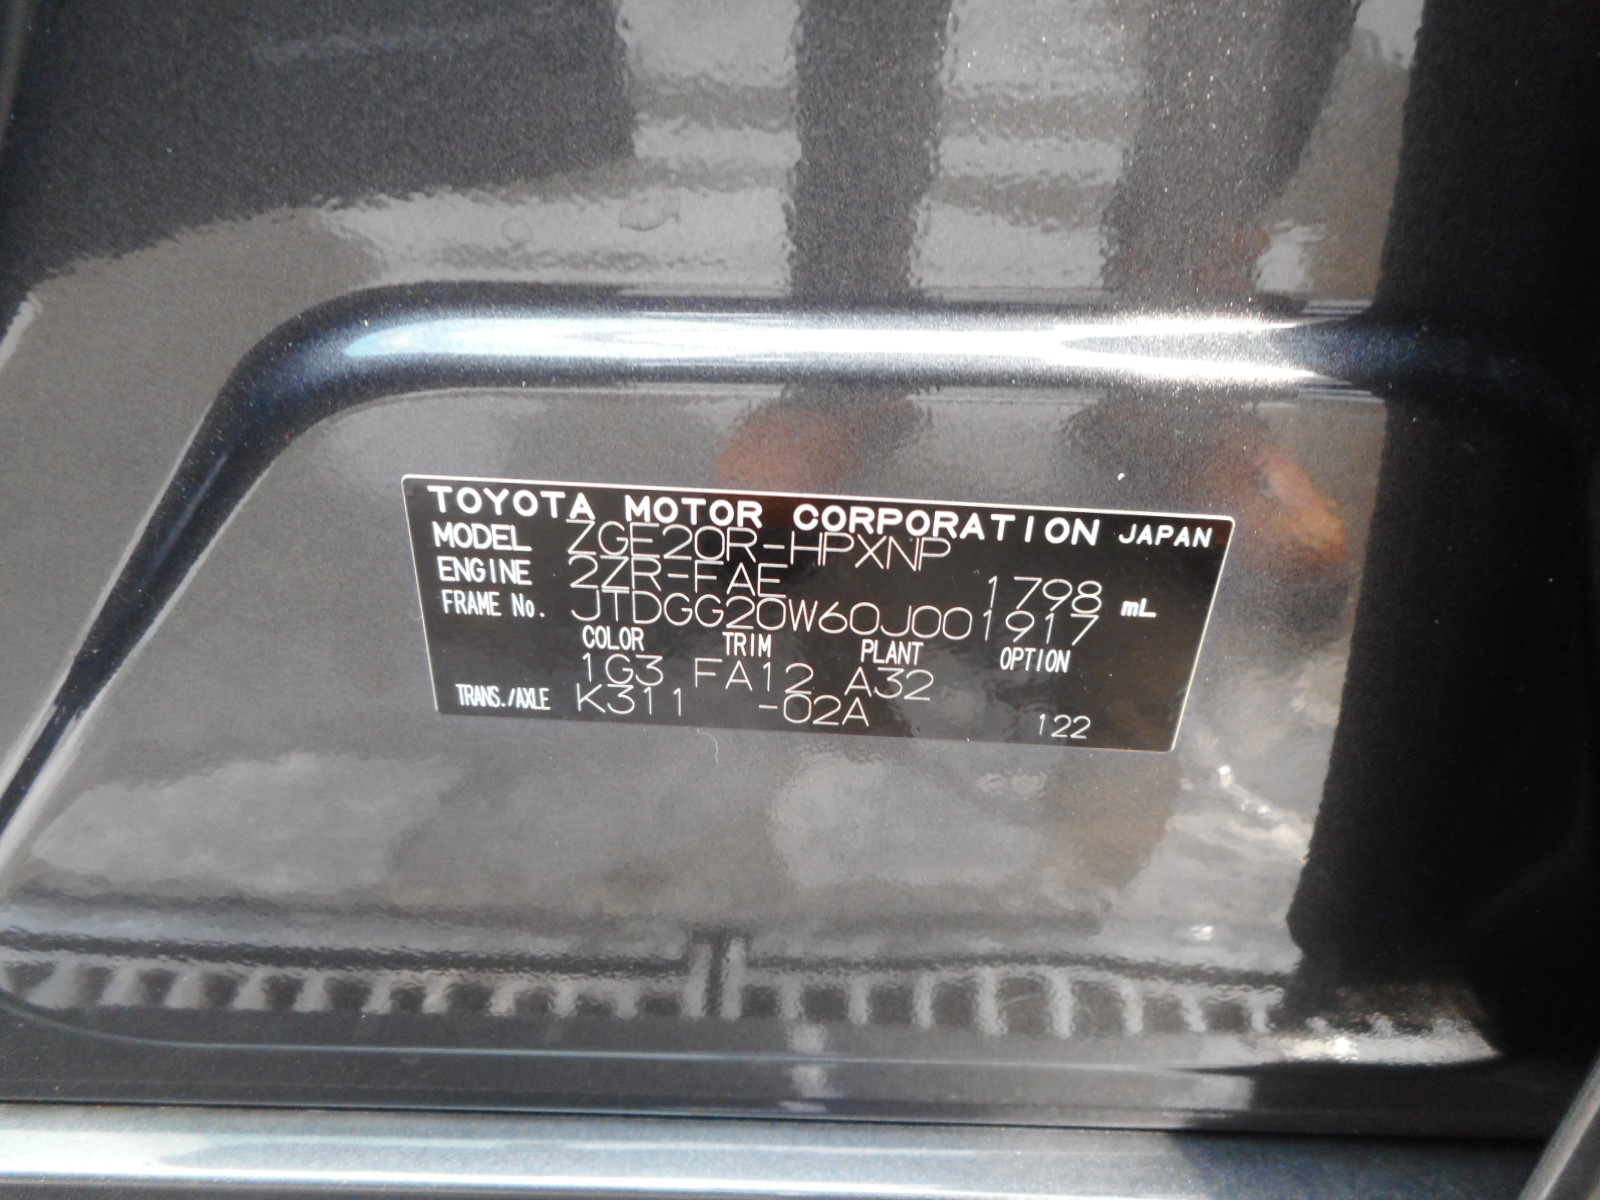 TOYOTA MOTOR CORPORATION JAPAN
MODEL ZGE20R-HPXNP
ENGINE 2ZR-FAE 1798 mL
FRAME No. JTDGG20W60J001917
COLOR TRIM PLANT OPTION
1G3 FA12 A32
TRANS./AXLE K311 -02A 122